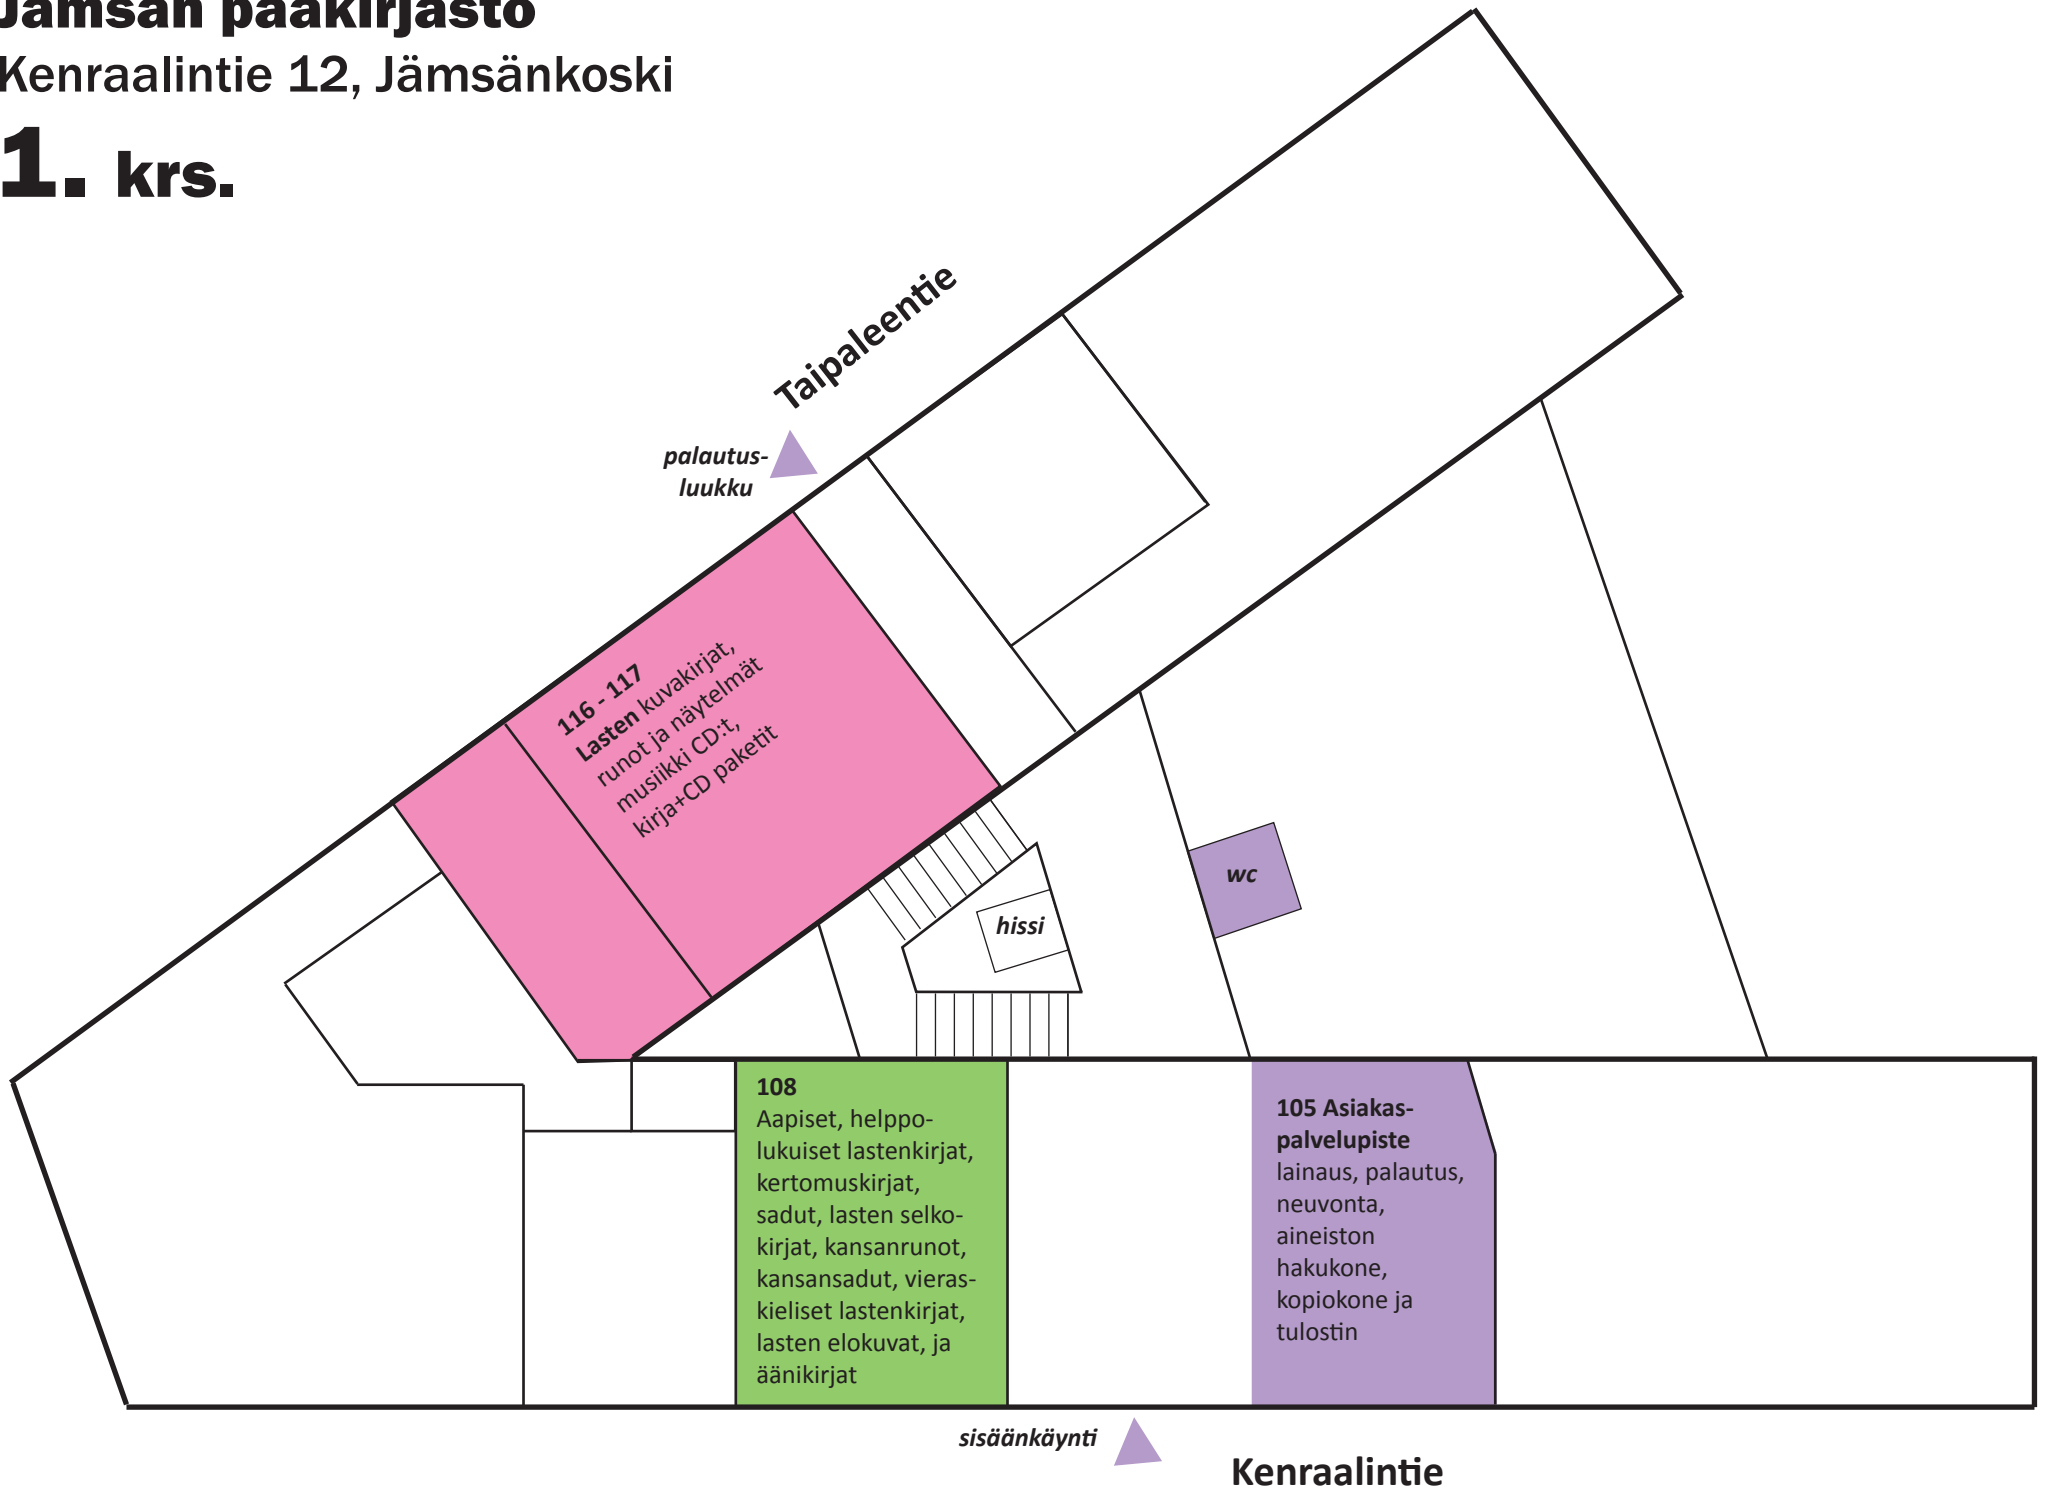 Jämsän pääkirjasto
Kenraalintie 12, Jämsänkoski
1. krs.
Taipaleentie
palautus-
luukku
116 - 117
Lasten kuvakirjat,
runot ja näytelmät
musiikki CD:t,
kirja+CD paketit
wc
hissi
108
Aapiset, helppo-
lukuiset lastenkirjat,
kertomuskirjat,
sadut, lasten selko-
kirjat, kansanrunot,
kansansadut, vieras-
kieliset lastenkirjat,
lasten elokuvat, ja
äänikirjat
105 Asiakas-
palvelupiste
lainaus, palautus,
neuvonta,
aineiston
hakukone,
kopiokone ja
tulostin
sisäänkäynti
Kenraalintie